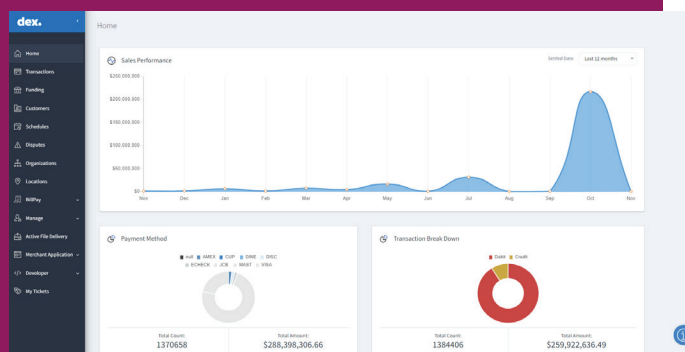 dex.
Home
Home
Transactions
Funding
Customers
Schedules
Disputes
Organizations
Locations
BillPay
Manage
Active File Delivery
Merchant Application
Developer
My Tickets
Sales Performance
Settled Date: Last 12 months
$250,000,000
$200,000,000
$150,000,000
$100,000,000
$50,000,000
$0
Nov Dec Jan Feb Mar Apr May Jun Jul Aug Sep Oct Nov
Payment Method
null AMEX CUP DINE DISC
ECHECK JCB MAST VISA
Total Count: Total Amount:
1370658 $288,398,306.66
Transaction Break Down
Debit Credit
Total Count: Total Amount:
1384406 $259,922,636.49